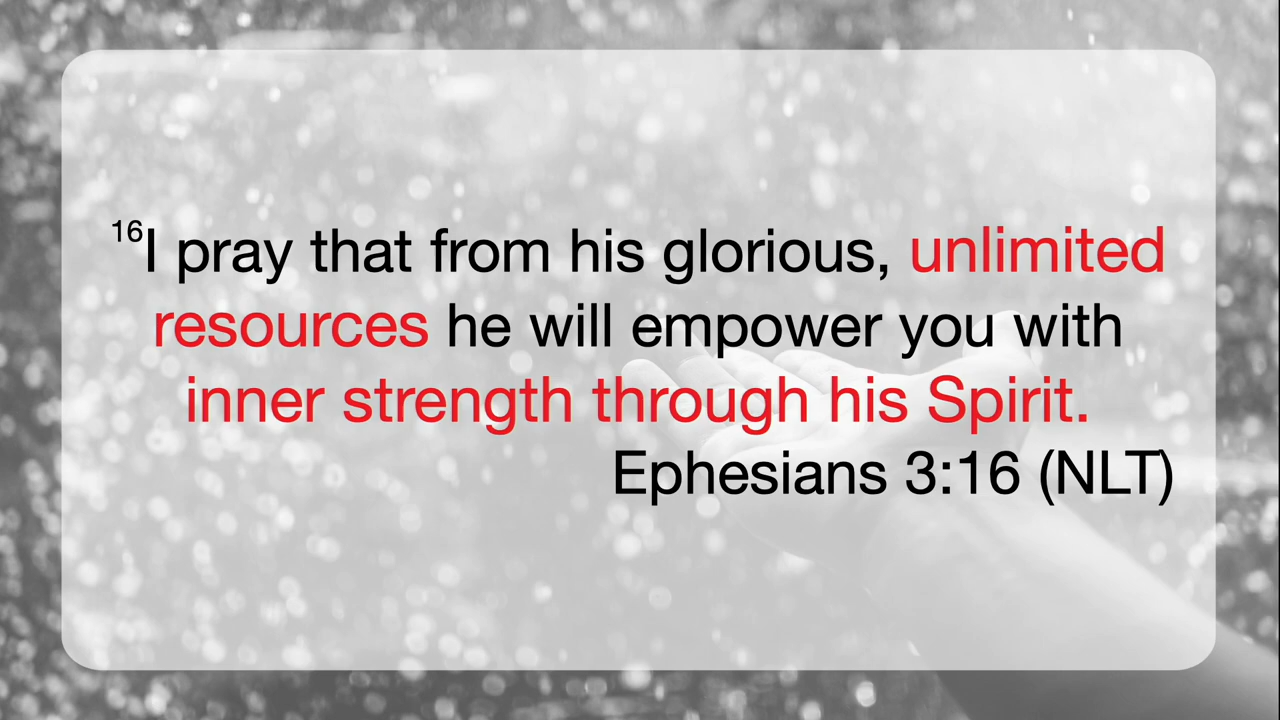 16I pray that from his glorious, unlimited
resources he will empower you with
inner strength through his Spirit.
Ephesians 3:16 (NLT)